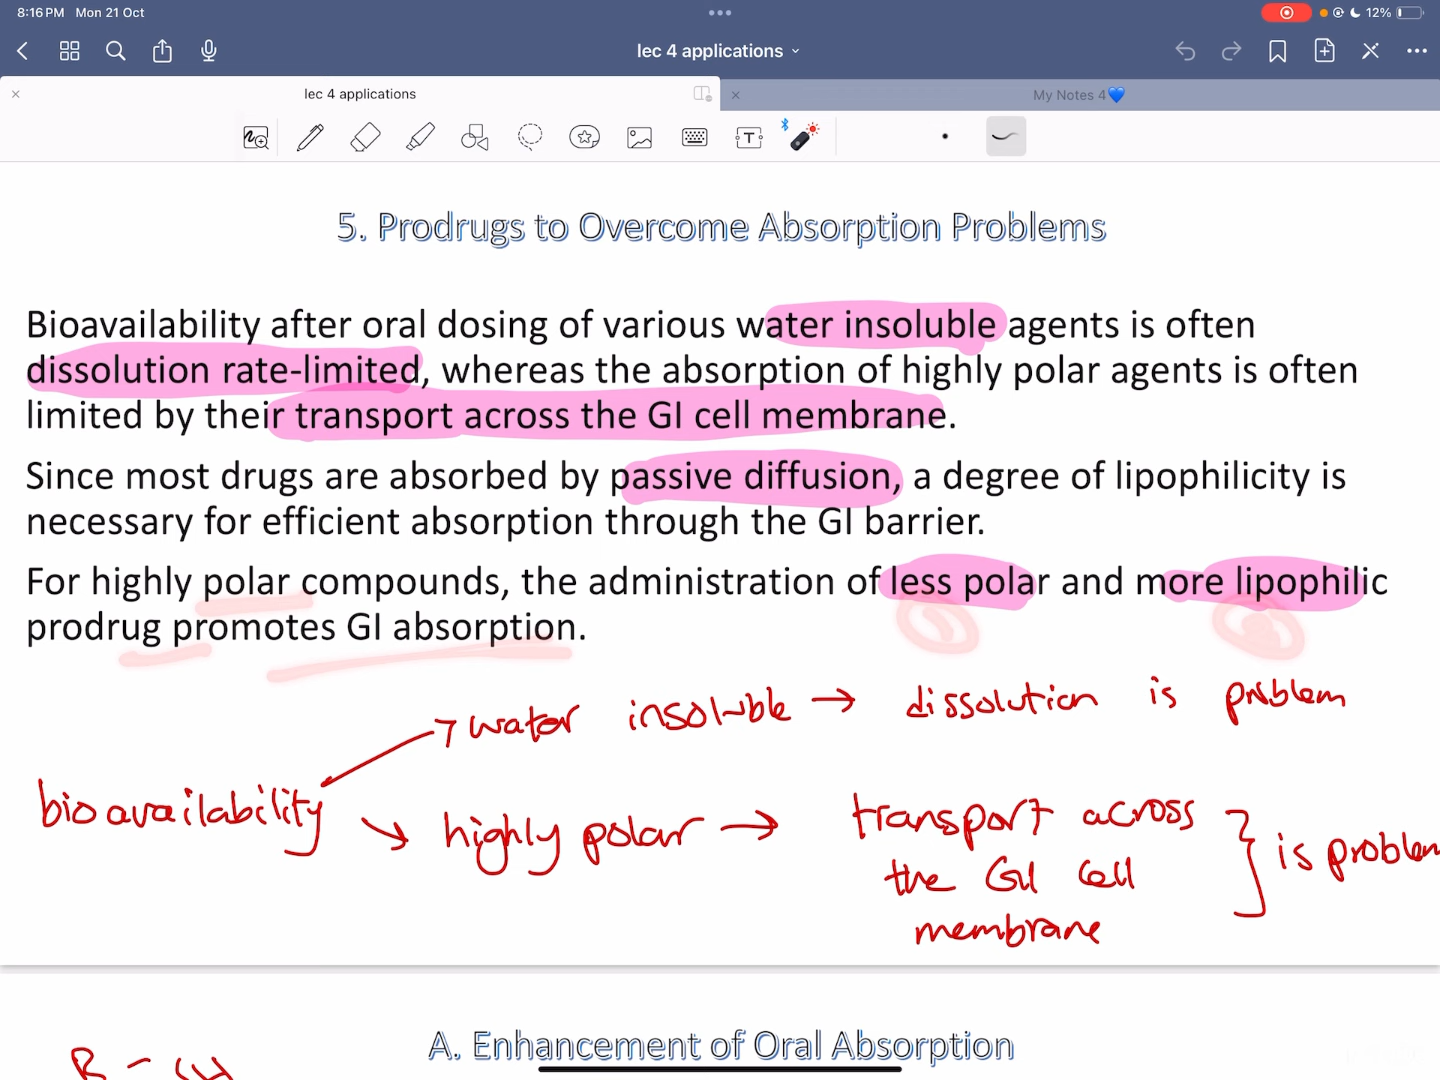 8:16 PM Mon 21 Oct
12%
lec 4 applications
lec 4 applications
My Notes 4💙
5. Prodrugs to Overcome Absorption Problems
Bioavailability after oral dosing of various water insoluble agents is often
dissolution rate-limited, whereas the absorption of highly polar agents is often
limited by their transport across the GI cell membrane.
Since most drugs are absorbed by passive diffusion, a degree of lipophilicity is
necessary for efficient absorption through the GI barrier.
For highly polar compounds, the administration of less polar and more lipophilic
prodrug promotes GI absorption.
water insoluble → dissolution is problem
bioavailability
highly polar → transport across
the GI cell
membrane
is problem
A. Enhancement of Oral Absorption